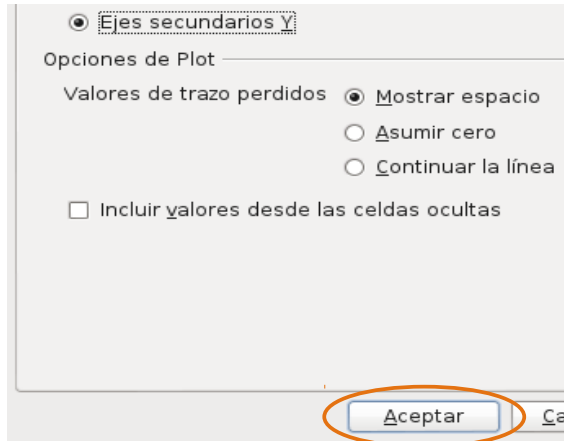 Ejes secundarios Y
Opciones de Plot
Valores de trazo perdidos Mostrar espacio
Asumir cero
Continuar la línea
Incluir valores desde las celdas ocultas
Aceptar Ca